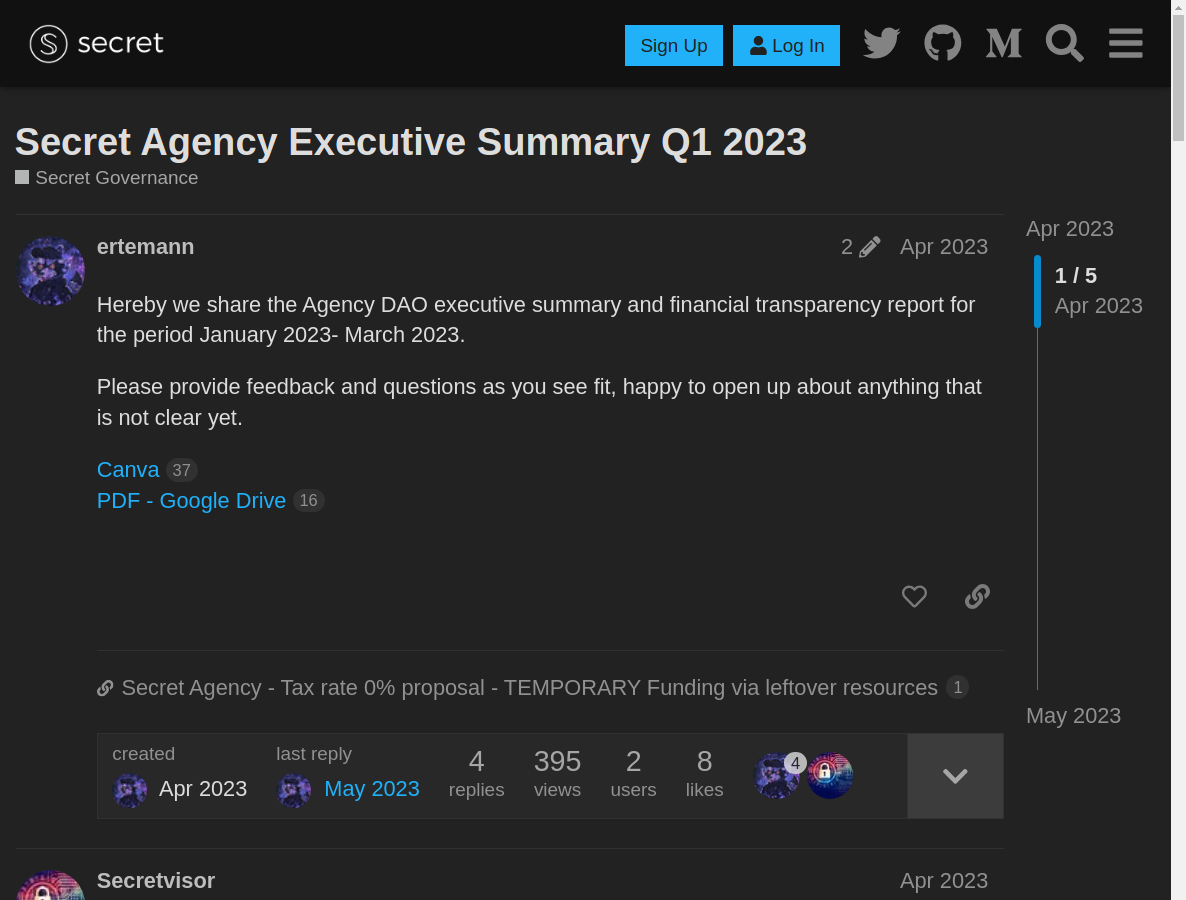 secret
Sign Up
Log In
Secret Agency Executive Summary Q1 2023
Secret Governance
ertemann
2
Apr 2023
Hereby we share the Agency DAO executive summary and financial transparency report for
the period January 2023- March 2023.
Please provide feedback and questions as you see fit, happy to open up about anything that
is not clear yet.
Canva 37
PDF - Google Drive 16
Secret Agency - Tax rate 0% proposal - TEMPORARY Funding via leftover resources 1
created
Apr 2023
last reply
May 2023
4
replies
395
views
2
users
8
likes
4
Secretvisor
Apr 2023
Apr 2023
1 / 5
Apr 2023
May 2023